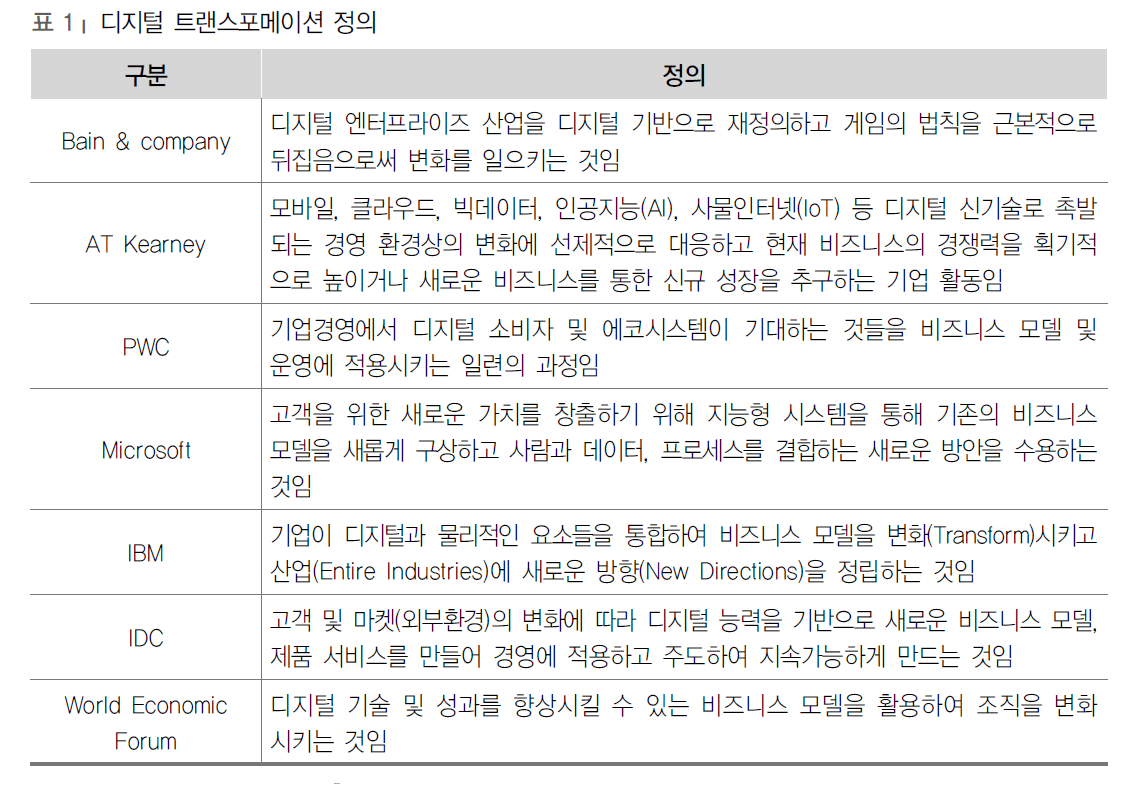 표 1 | 디지털 트랜스포메이션 정의
구분 정의
Bain & company
디지털 엔터프라이즈 산업을 디지털 기반으로 재정의하고 게임의 법칙을 근본적으로
뒤집음으로써 변화를 일으키는 것임
AT Kearney
모바일, 클라우드, 빅데이터, 인공지능(AI), 사물인터넷(IoT) 등 디지털 신기술로 촉발
되는 경영 환경상의 변화에 선제적으로 대응하고 현재 비즈니스의 경쟁력을 획기적
으로 높이거나 새로운 비즈니스를 통한 신규 성장을 추구하는 기업 활동임
PWC
기업경영에서 디지털 소비자 및 에코시스템이 기대하는 것들을 비즈니스 모델 및
운영에 적용시키는 일련의 과정임
Microsoft
고객을 위한 새로운 가치를 창출하기 위해 지능형 시스템을 통해 기존의 비즈니스
모델을 새롭게 구상하고 사람과 데이터, 프로세스를 결합하는 새로운 방안을 수용하는
것임
IBM
기업이 디지털과 물리적인 요소들을 통합하여 비즈니스 모델을 변화(Transform)시키고
산업(Entire Industries)에 새로운 방향(New Directions)을 정립하는 것임
IDC
고객 및 마켓(외부환경)의 변화에 따라 디지털 능력을 기반으로 새로운 비즈니스 모델,
제품 서비스를 만들어 경영에 적용하고 주도하여 지속가능하게 만드는 것임
World Economic
Forum
디지털 기술 및 성과를 향상시킬 수 있는 비즈니스 모델을 활용하여 조직을 변화
시키는 것임